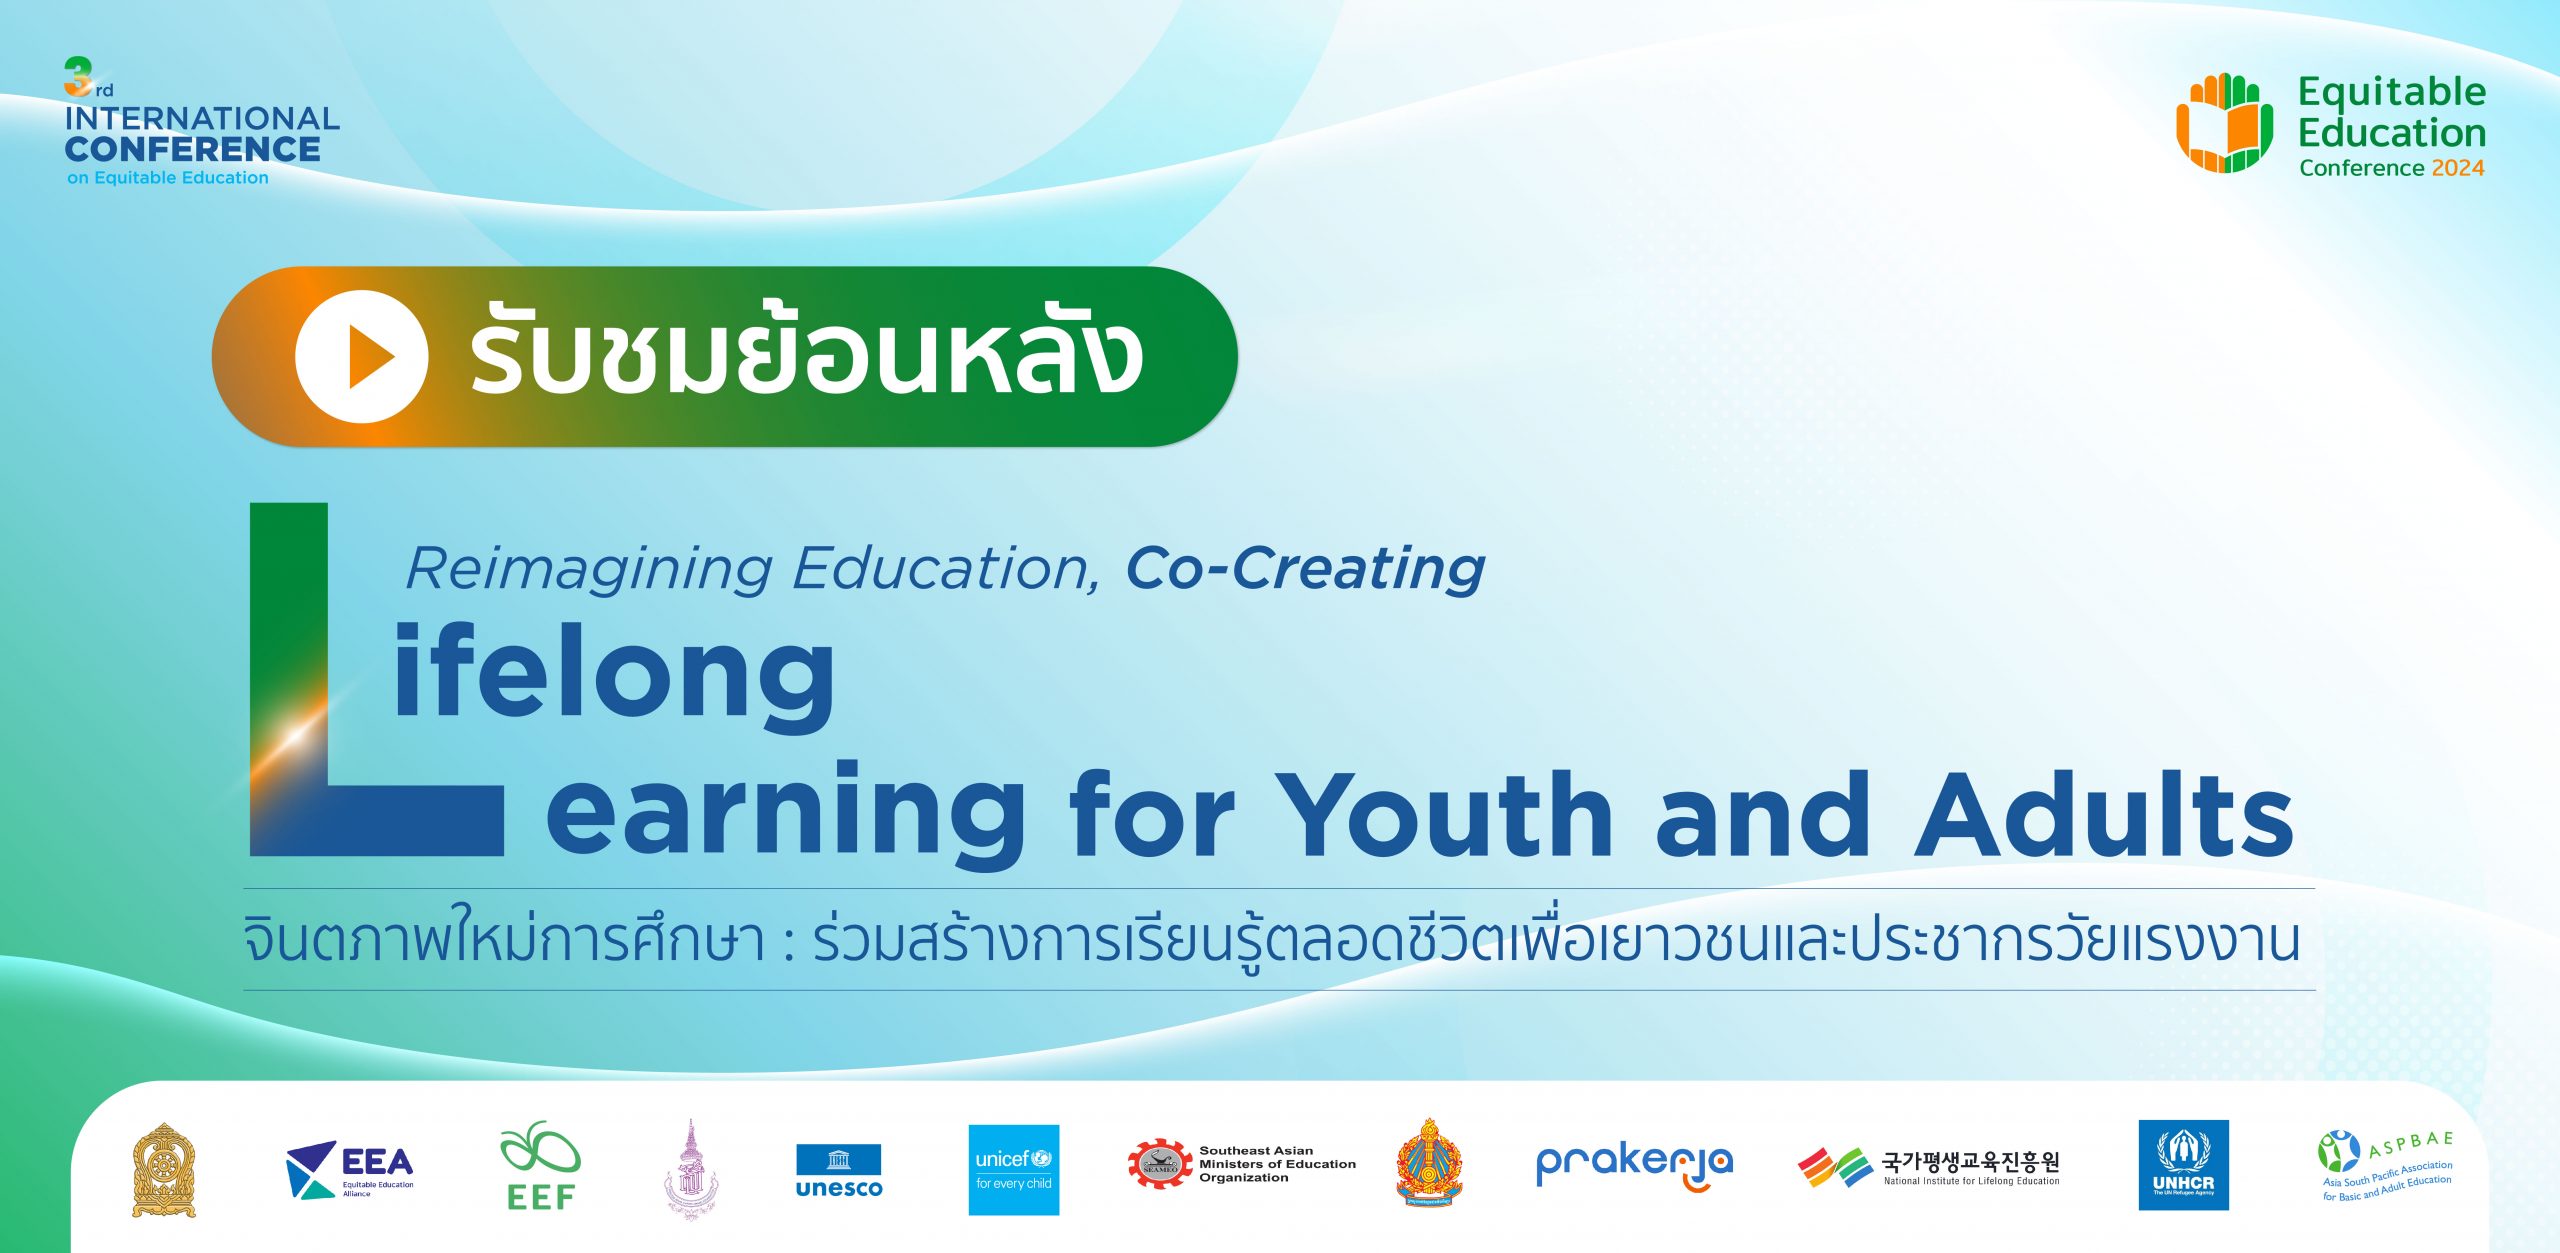 3rd
INTERNATIONAL
CONFERENCE
on Equitable Education
Equitable
Education
Conference 2024
รับชมย้อนหลัง
Reimagining Education, Co-Creating
Lifelong
Learning for Youth and Adults
จินตภาพใหม่การศึกษา : ร่วมสร้างการเรียนรู้ตลอดชีวิตเพื่อเยาวชนและประชากรวัยแรงงาน
EEA
Equitable Education
Alliance
EEF
unesco
unicef
for every child
SEAMEO
Southeast Asian
Ministers of Education
Organization
prakerja
국가평생교육진흥원
National Institute for Lifelong Education
UNHCR
The UN Refugee Agency
ASPBAE
Asia South Pacific Association
for Basic and Adult Education